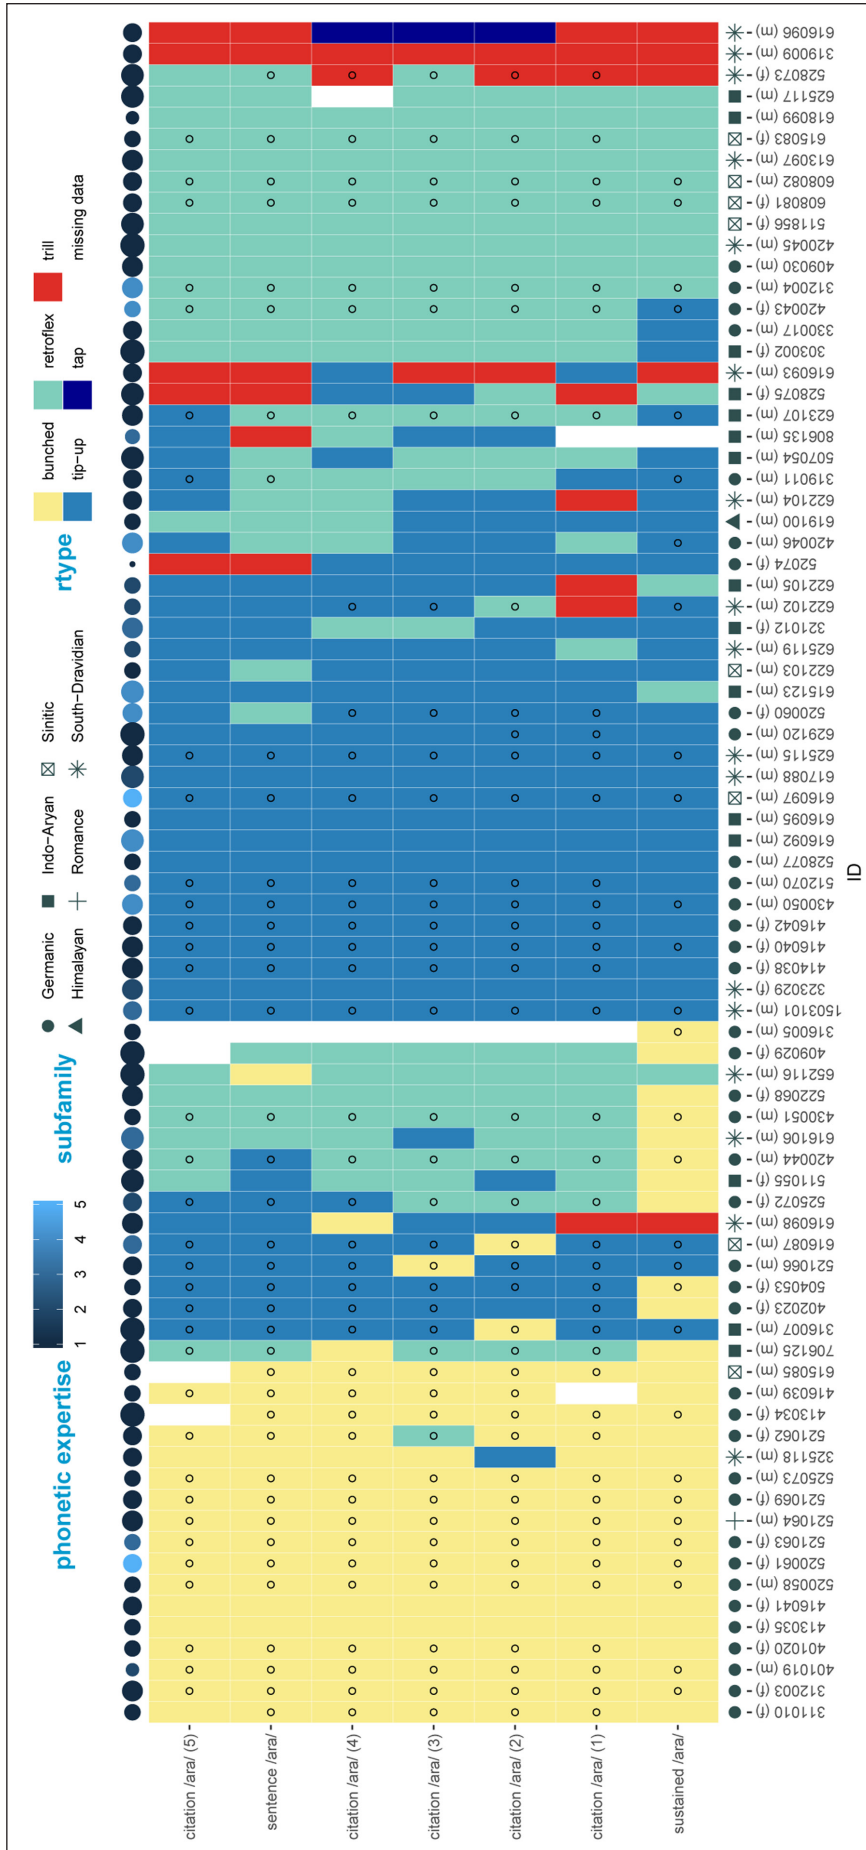 phonetic expertise
1 2 3 4 5
subfamily
Germanic
Indo-Aryan
Sinitic
Himalayan
Romance
South-Dravidian
rtype
bunched
retroflex
trill
tip-up
tap
missing data
citation /ara/ (5)
sentence /ara/
citation /ara/ (4)
citation /ara/ (3)
citation /ara/ (2)
citation /ara/ (1)
sustained /ara/
311010 (f)
312003 (f)
401019 (m)
401020 (f)
413035 (f)
416041 (f)
520058 (m)
520061 (f)
521063 (f)
521064 (m)
521069 (f)
525073 (m)
325118 (m)
521062 (f)
413034 (f)
416039 (m)
615085 (m)
706125 (m)
316007 (m)
402023 (f)
504053 (f)
521066 (m)
616087 (m)
616098 (m)
525072 (f)
511055 (f)
420044 (m)
616106 (m)
430051 (m)
522068 (f)
652116 (m)
409029 (f)
316005 (m)
1503101 (m)
323029 (m)
414038 (f)
416040 (m)
416042 (f)
430050 (m)
512070 (f)
528077 (f)
616092 (m)
616095 (m)
616097 (m)
617088 (m)
625115 (m)
629120 (m)
520060 (f)
615123 (m)
622103 (m)
625119 (m)
321012 (f)
622102 (m)
622105 (m)
52074 (f)
420046 (m)
619100 (m)
622104 (m)
319011 (m)
507054 (m)
806135 (m)
623107 (m)
528075 (f)
616093 (m)
303002 (f)
330017 (m)
420043 (f)
312004 (m)
409030 (m)
420045 (m)
511856 (f)
608081 (f)
608082 (m)
613097 (m)
615083 (f)
618099 (m)
625117 (m)
528073 (f)
319009 (m)
616096 (m)
ID